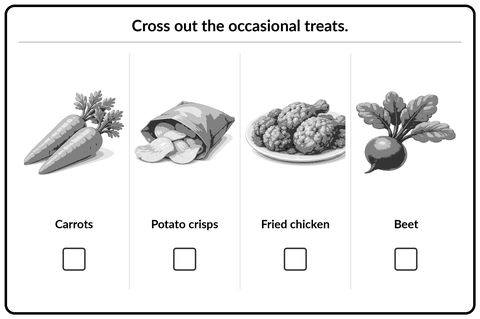 Cross out the occasional treats.
Carrots
Potato crisps
Fried chicken
Beet